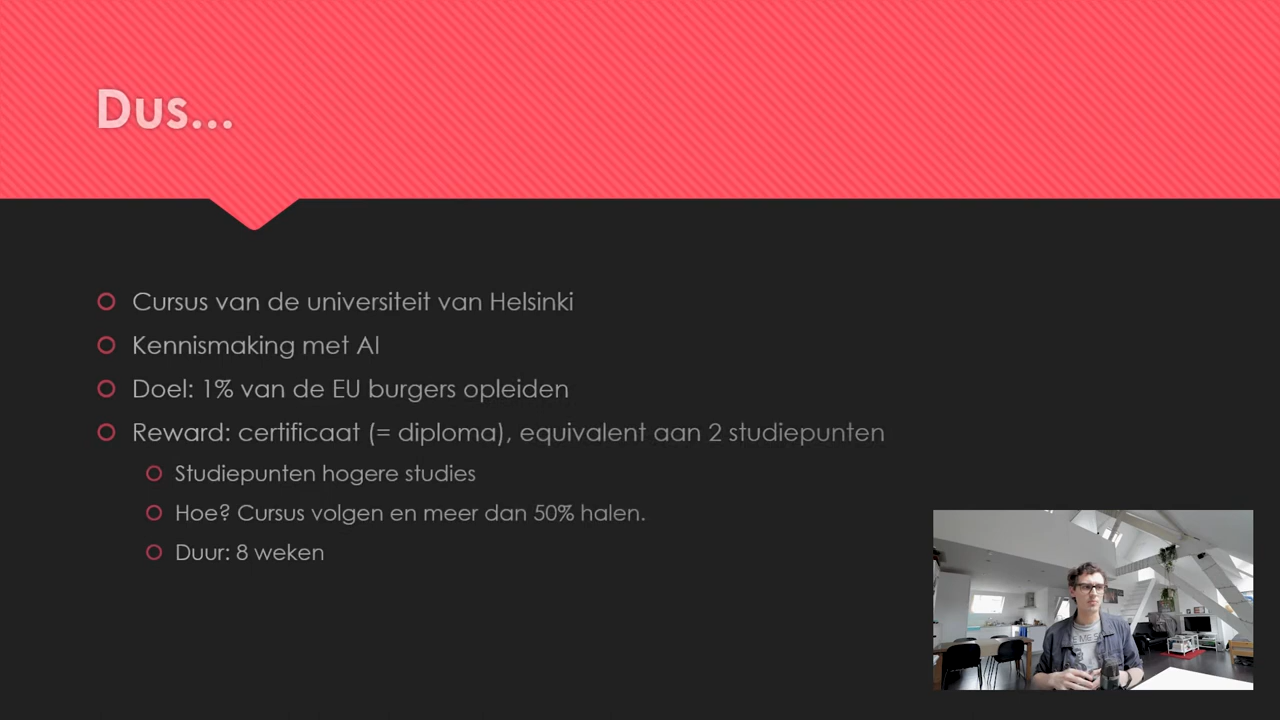 Dus...
Cursus van de universiteit van Helsinki
Kennismaking met AI
Doel: 1% van de EU burgers opleiden
Reward: certificaat (= diploma), equivalent aan 2 studiepunten
Studiepunten hogere studies
Hoe? Cursus volgen en meer dan 50% halen.
Duur: 8 weken